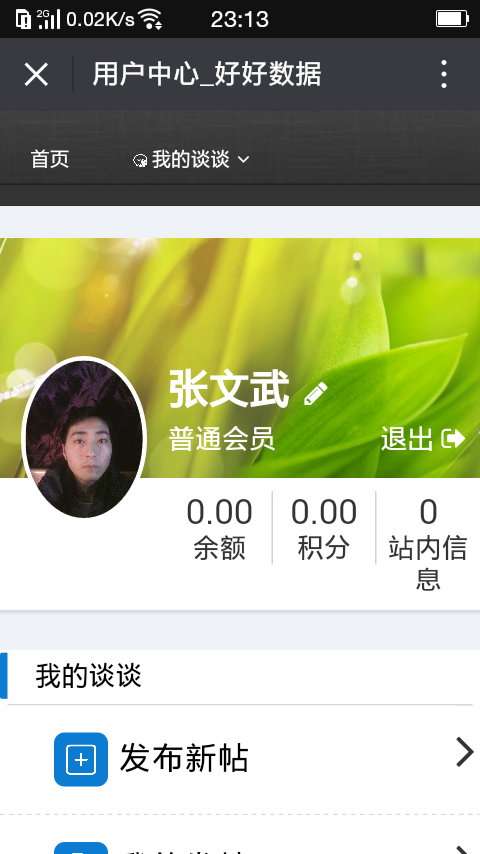 2G 0.02K/s 23:13
用户中心_好好数据
首页 我的谈谈
张文武
普通会员 退出
0.00 0.00 0
余额 积分 站内信
息
我的谈谈
发布新帖